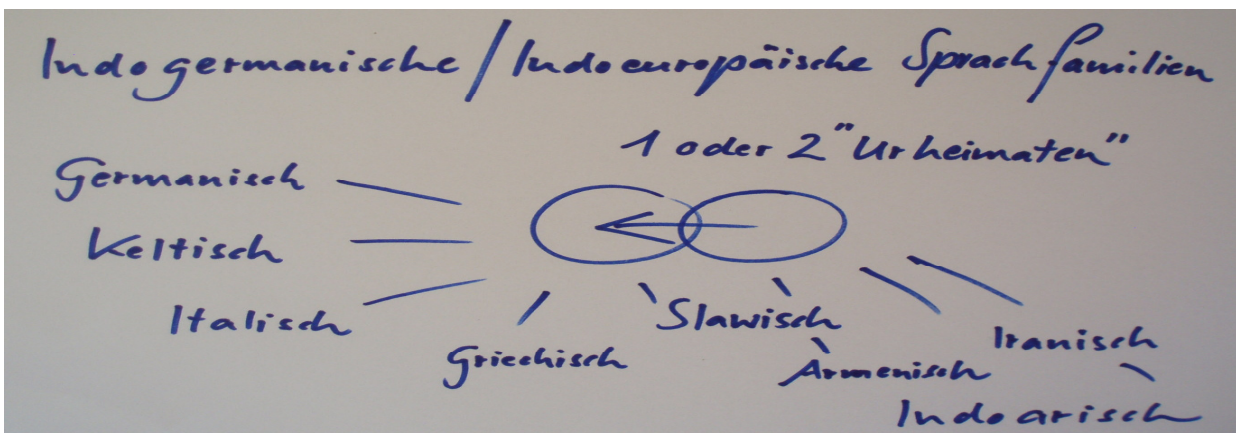 Indogermanische/Indoeuropäische Sprachfamilien
1 oder 2 "Urheimaten"
Germanisch
Keltisch
Italisch
Griechisch
Slawisch
Armenisch
Iranisch
Indoarisch